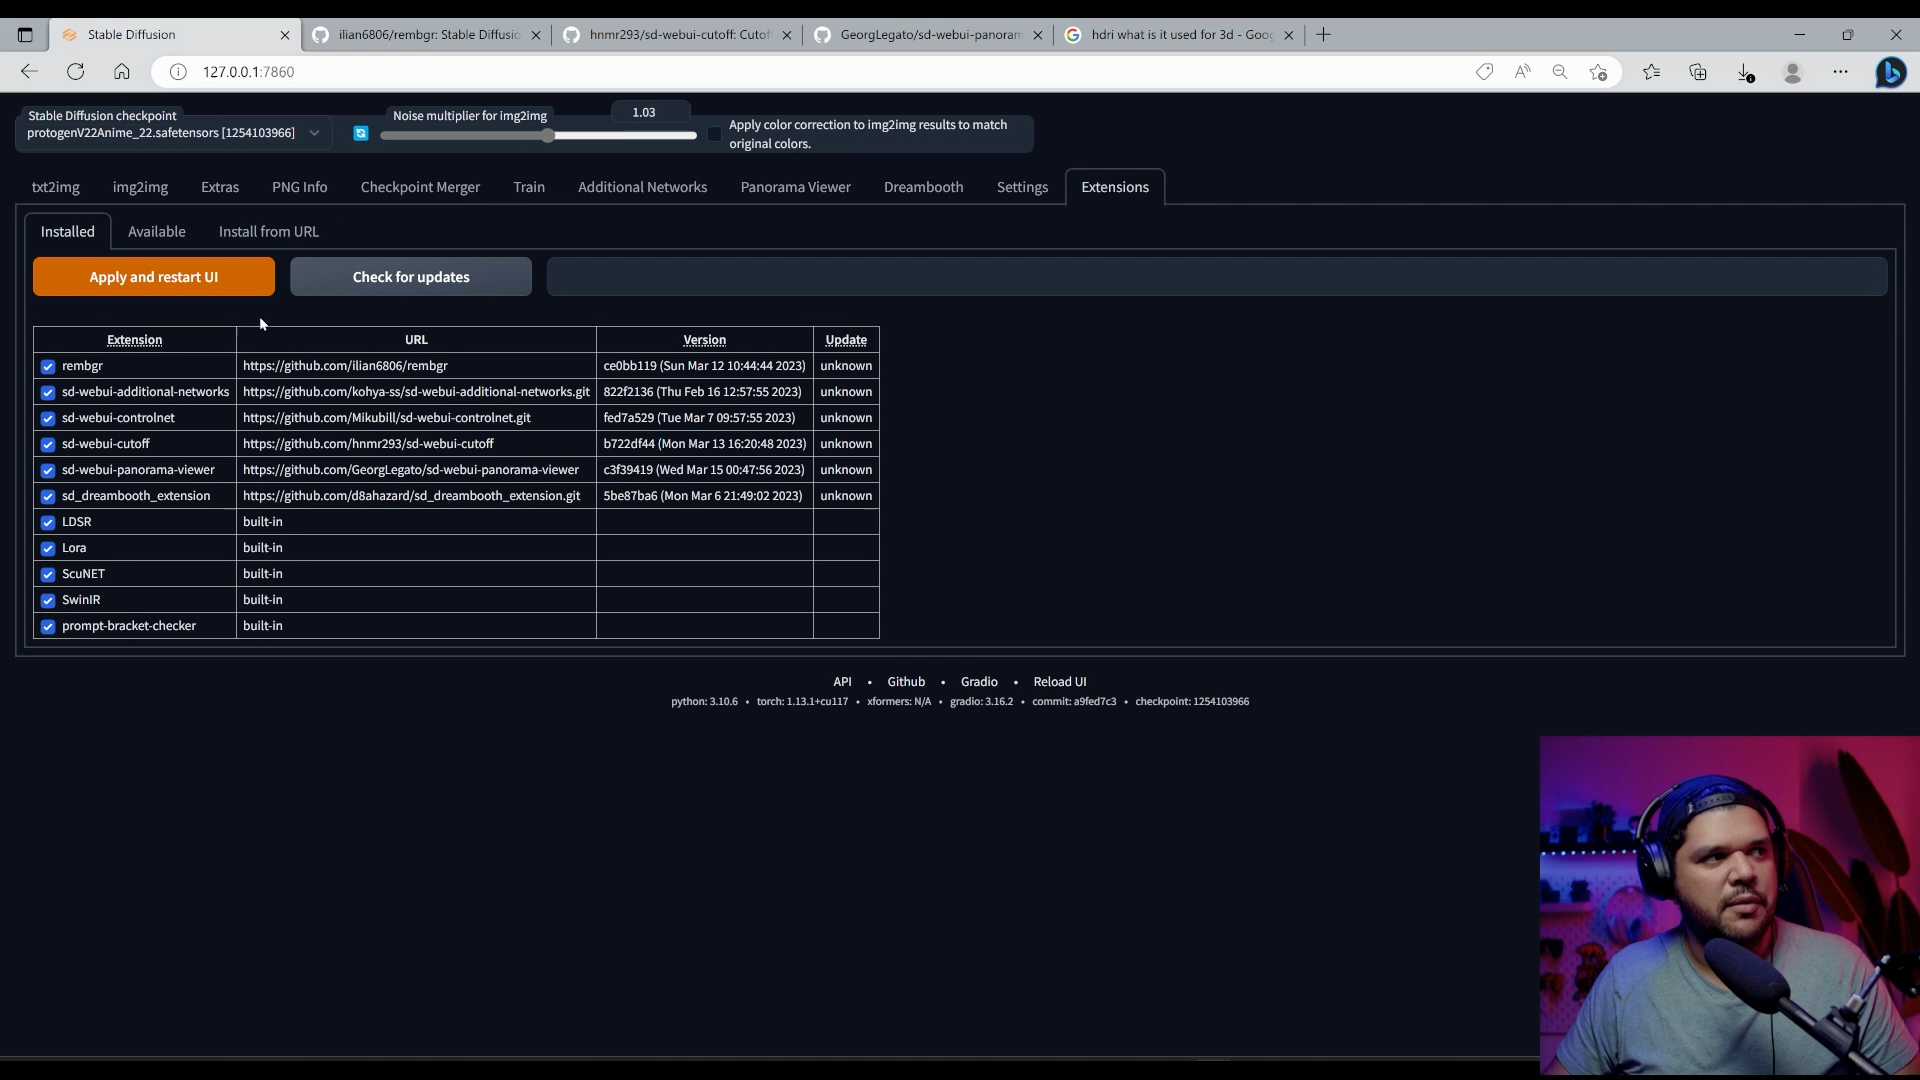 Stable Diffusion
ilian6806/rembgr: Stable Diffusio
hnmr293/sd-webui-cutoff: Cutof
GeorgLegato/sd-webui-panoram
hdri what is it used for 3d - Goog
127.0.0.1:7860
Stable Diffusion checkpoint
protogenV22Anime_22.safetensors [1254103966]
Noise multiplier for img2img
1.03
Apply color correction to img2img results to match
original colors.
txt2img img2img Extras PNG Info Checkpoint Merger Train Additional Networks Panorama Viewer Dreambooth Settings Extensions
Installed Available Install from URL
Apply and restart UI Check for updates
Extension URL Version Update
rembgr https://github.com/ilian6806/rembgr ce0bb119 (Sun Mar 12 10:44:44 2023) unknown
sd-webui-additional-networks https://github.com/kohya-ss/sd-webui-additional-networks.git 822f2136 (Thu Feb 16 12:57:55 2023) unknown
sd-webui-controlnet https://github.com/Mikubill/sd-webui-controlnet.git fed7a529 (Tue Mar 7 09:57:55 2023) unknown
sd-webui-cutoff https://github.com/hnmr293/sd-webui-cutoff b722df44 (Mon Mar 13 16:20:48 2023) unknown
sd-webui-panorama-viewer https://github.com/GeorgLegato/sd-webui-panorama-viewer c3f39419 (Wed Mar 15 00:47:56 2023) unknown
sd_dreambooth_extension https://github.com/d8ahazard/sd_dreambooth_extension.git 5be87ba6 (Mon Mar 6 21:49:02 2023) unknown
LDSR built-in
Lora built-in
ScuNET built-in
SwinIR built-in
prompt-bracket-checker built-in
API • Github • Gradio • Reload UI
python: 3.10.6 • torch: 1.13.1+cu117 • xformers: N/A • gradio: 3.16.2 • commit: a9fed7c3 • checkpoint: 1254103966